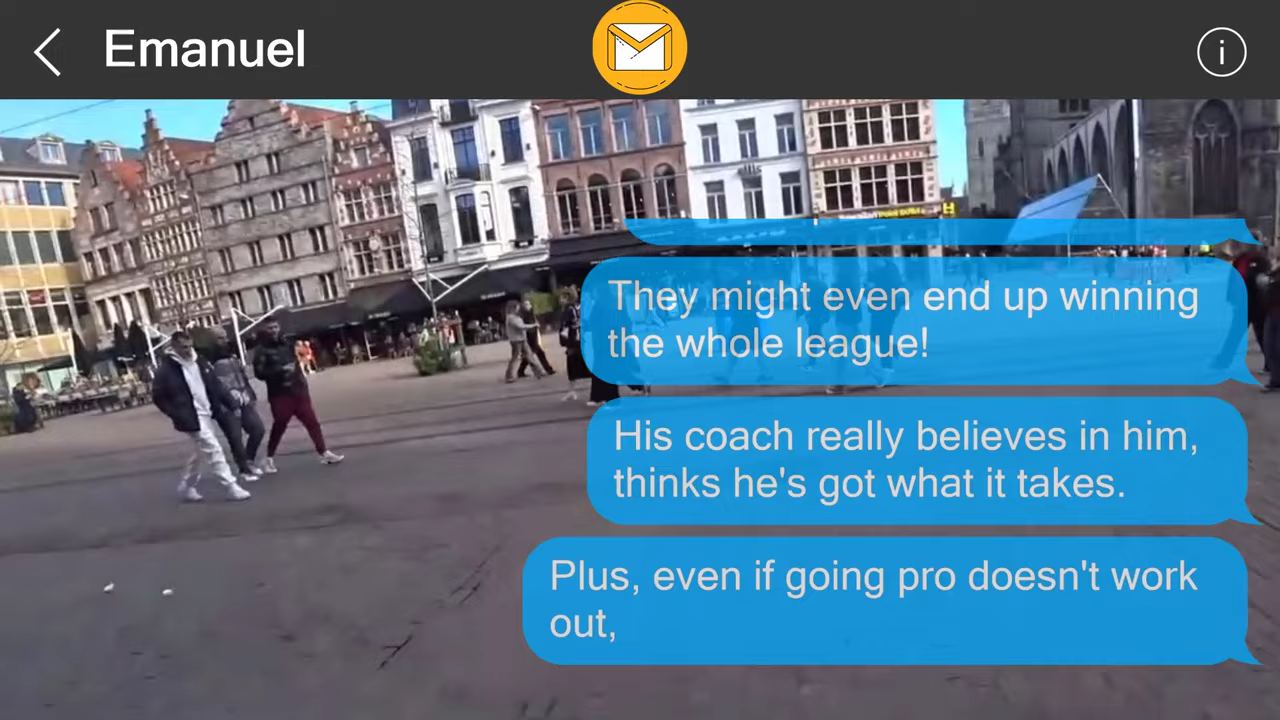 Emanuel
i
They might even end up winning
the whole league!
His coach really believes in him,
thinks he's got what it takes.
Plus, even if going pro doesn't work
out,